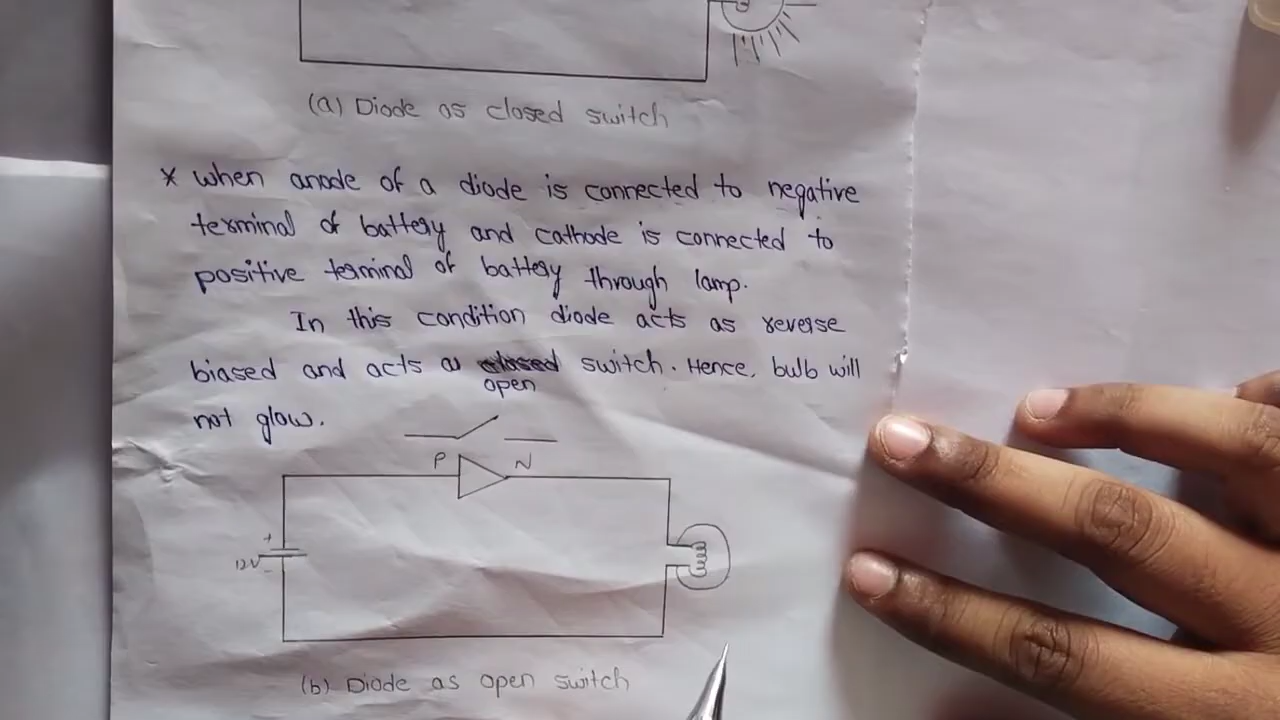 (a) Diode as closed switch
* when anode of a diode is connected to negative
terminal of battery and cathode is connected to
positive terminal of battery through lamp.
In this condition diode acts as reverse
biased and acts a closed switch. Hence, bulb will
open
not glow.
P N
+
12V
-
(b) Diode as open switch